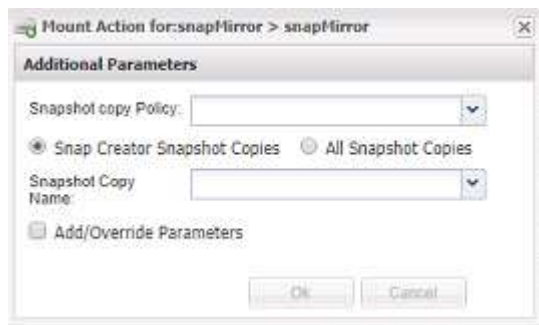 Mount Action for:snapMirror > snapMirror
Additional Parameters
Snapshot copy Policy:
Snap Creator Snapshot Copies All Snapshot Copies
Snapshot Copy
Name:
Add/Override Parameters
Ok Cancel